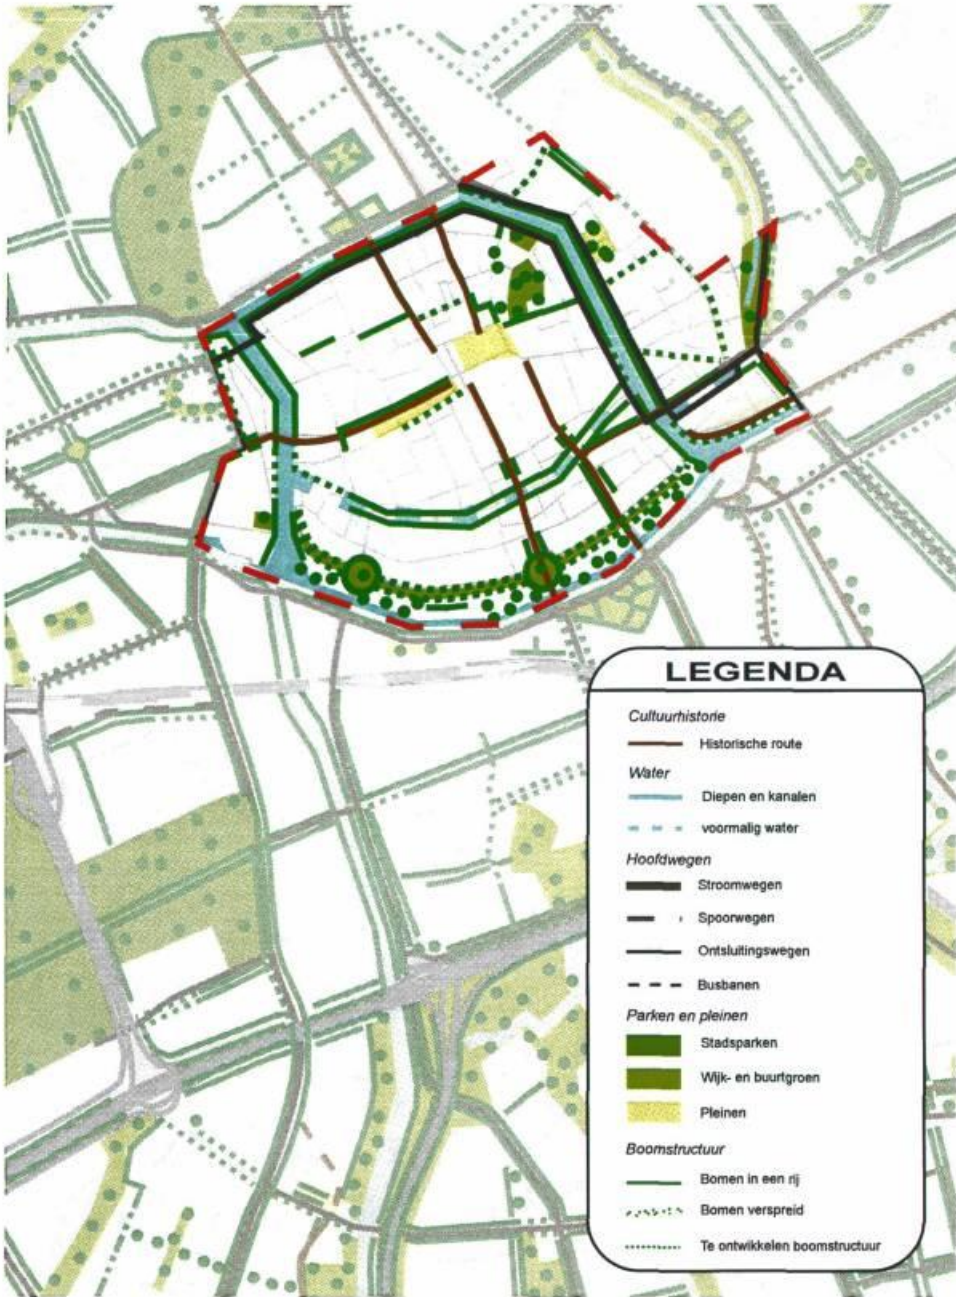 LEGENDA
Cultuurhistorie
Historische route
Water
Diepen en kanalen
voormalig water
Hoofdwegen
Stroomwegen
Spoorwegen
Ontsluitingswegen
Busbanen
Parken en pleinen
Stadsparken
Wijk- en buurtgroen
Pleinen
Boomstructuur
Bomen in een rij
Bomen verspreid
Te ontwikkelen boomstructuur